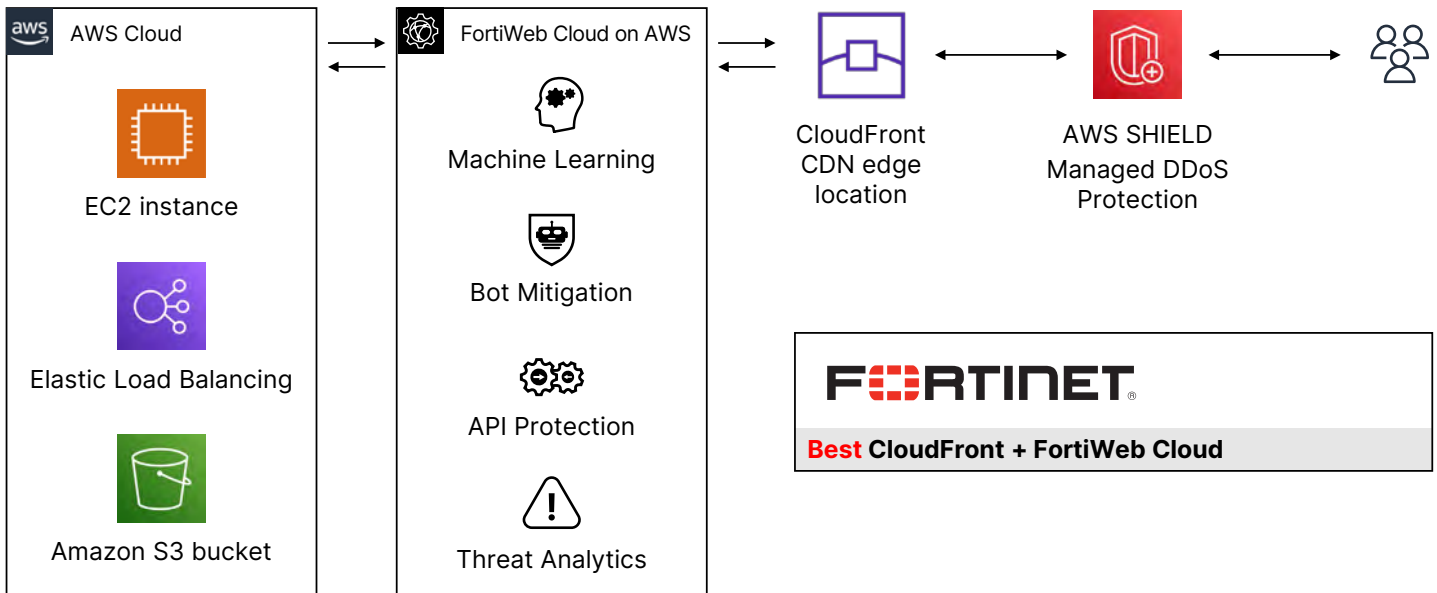 aws
AWS Cloud
EC2 instance
Elastic Load Balancing
Amazon S3 bucket
FortiWeb Cloud on AWS
Machine Learning
Bot Mitigation
API Protection
Threat Analytics
CloudFront
CDN edge
location
AWS SHIELD
Managed DDoS
Protection
FORTINET®
Best CloudFront + FortiWeb Cloud